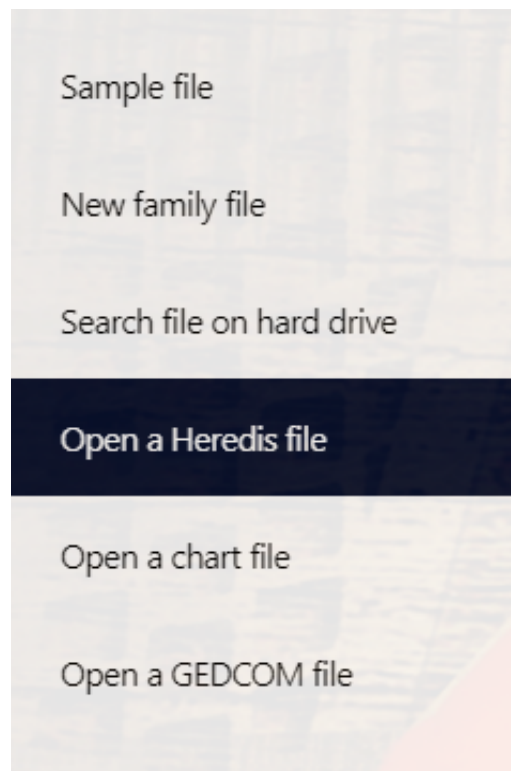 Sample file
New family file
Search file on hard drive
Open a Heredis file
Open a chart file
Open a GEDCOM file